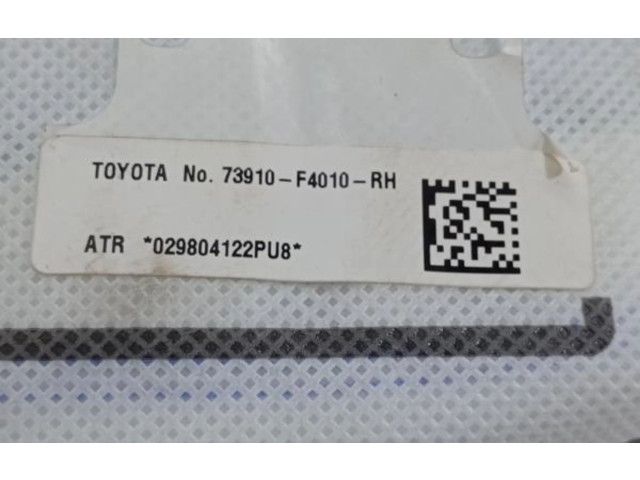 TOYOTA No. 73910-F4010-RH
ATR *029804122PU8*